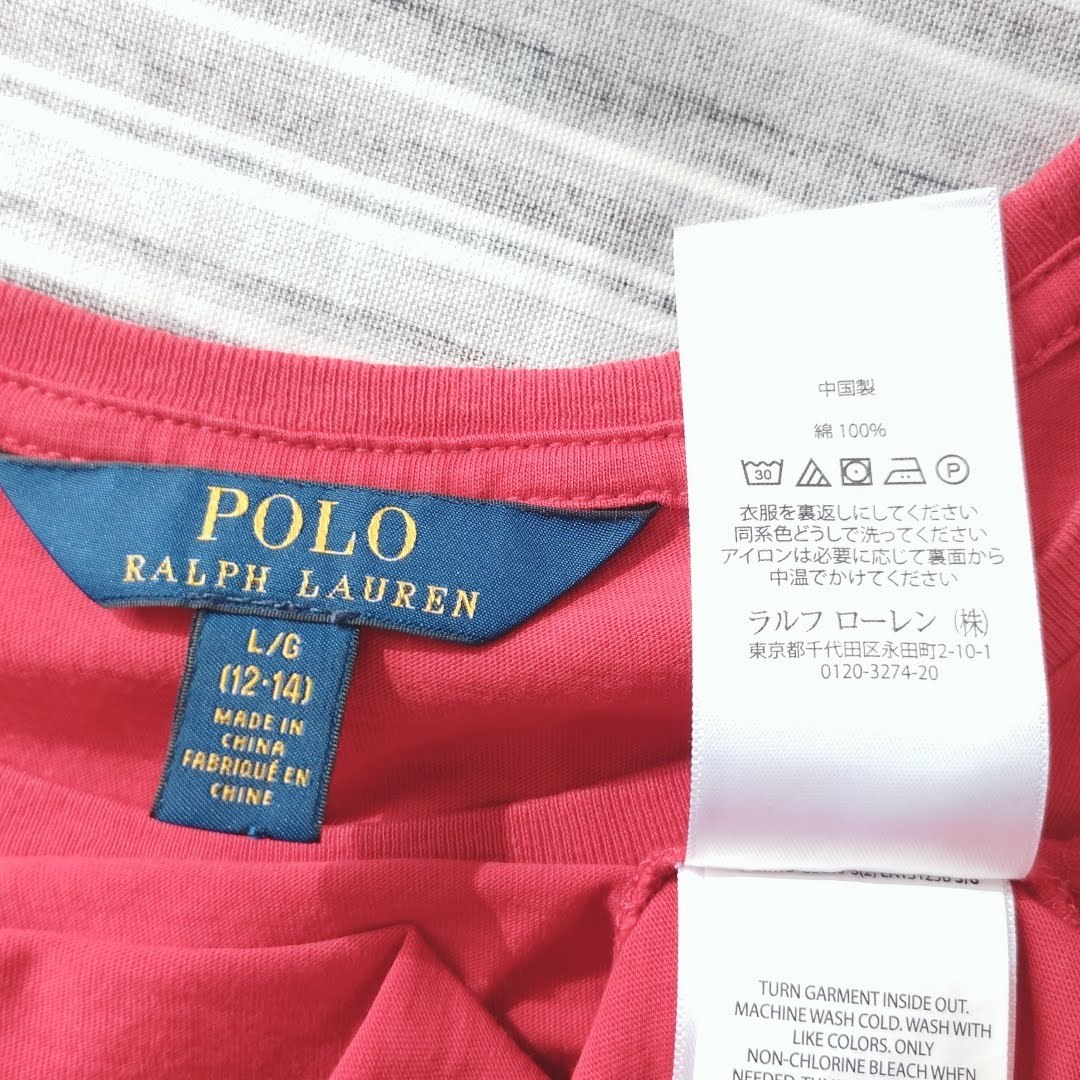 POLO
RALPH LAUREN
L/G
(12-14)
MADE IN
CHINA
FABRIQUÉ EN
CHINE
中国製
綿 100%
30
P
衣服を裏返しにしてください
同系色どうしで洗ってください
アイロンは必要に応じて裏面から
中温でかけてください
ラルフ ローレン (株)
東京都千代田区永田町2-10-1
0120-3274-20
TURN GARMENT INSIDE OUT.
MACHINE WASH COLD. WASH WITH
LIKE COLORS. ONLY
NON-CHLORINE BLEACH WHEN